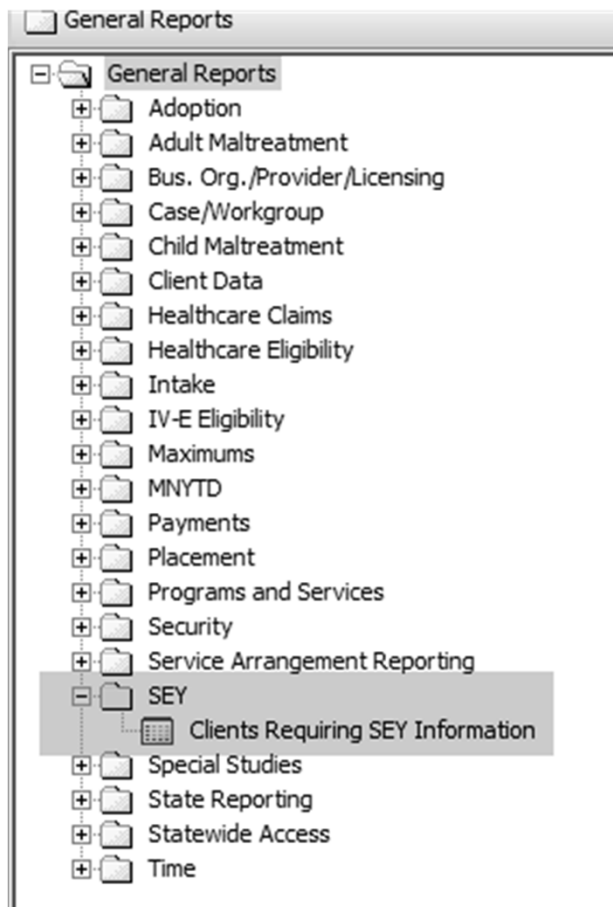 General Reports
General Reports
Adoption
Adult Maltreatment
Bus. Org./Provider/Licensing
Case/Workgroup
Child Maltreatment
Client Data
Healthcare Claims
Healthcare Eligibility
Intake
IV-E Eligibility
Maximums
MNYTD
Payments
Placement
Programs and Services
Security
Service Arrangement Reporting
SEY
Clients Requiring SEY Information
Special Studies
State Reporting
Statewide Access
Time